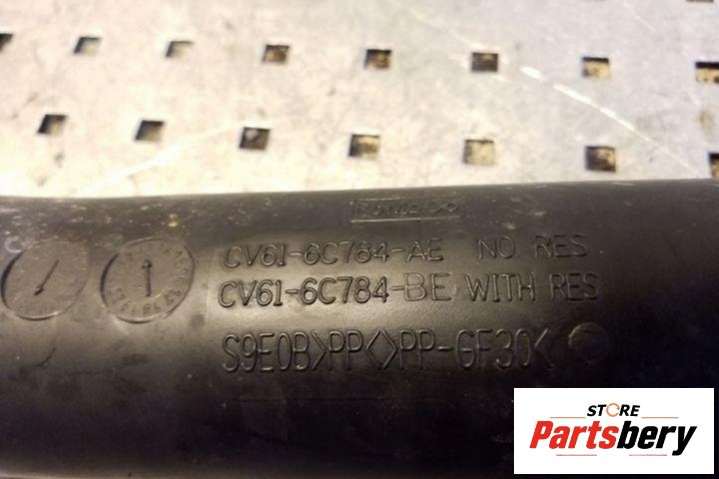 CV61-6C784-AE NO RES
CV61-6C784-BE WITH RES
S9E0B>PP<>PP-GF30<
STORE
Partsbery